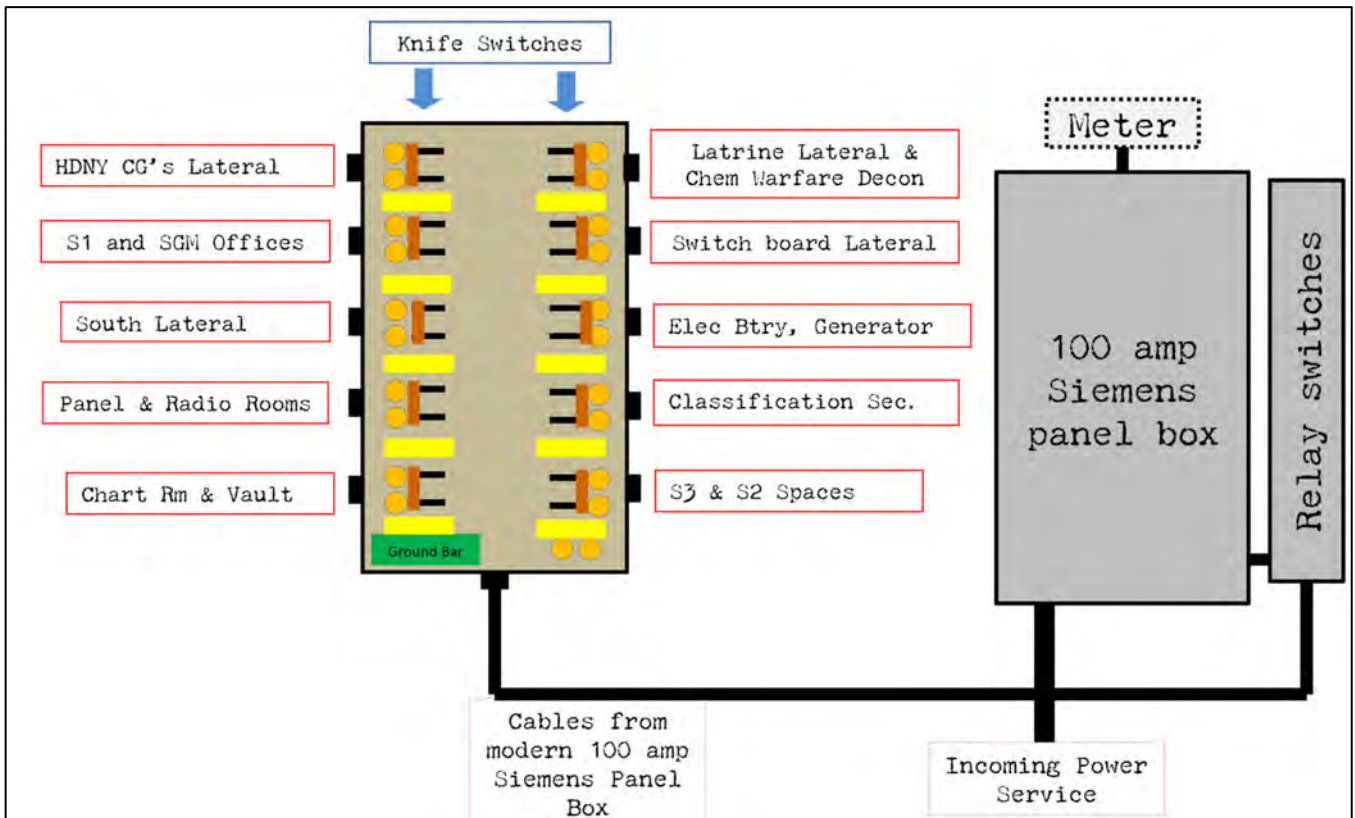 Knife Switches
HDNY CG's Lateral
S1 and SGM Offices
South Lateral
Panel & Radio Rooms
Chart Rm & Vault
Ground Bar
Latrine Lateral &
Chem Warfare Decon
Switch board Lateral
Elec Btry, Generator
Classification Sec.
S3 & S2 Spaces
Cables from
modern 100 amp
Siemens Panel
Box
Meter
100 amp
Siemens
panel box
Relay switches
Incoming Power
Service